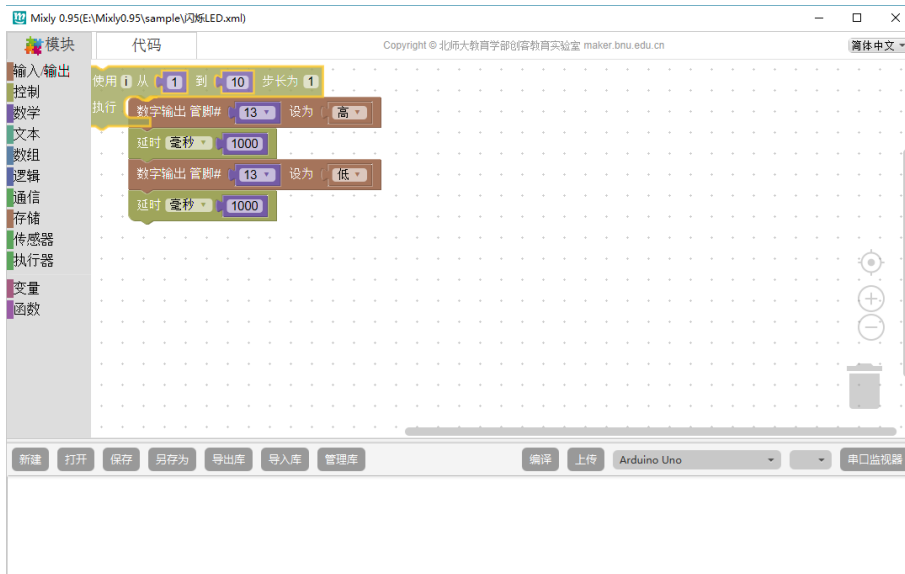 Mixly 0.95(E:\Mixly0.95\sample\闪烁LED.xml)
模块 代码 Copyright © 北师大教育学部创客教育实验室 maker.bnu.edu.cn 简体中文
输入/输出
控制
数学
文本
数组
逻辑
通信
存储
传感器
执行器
变量
函数
使用 i 从 1 到 10 步长为 1
执行 数字输出 管脚# 13 设为 高
延时 毫秒 1000
数字输出 管脚# 13 设为 低
延时 毫秒 1000
新建 打开 保存 另存为 导出库 导入库 管理库 编译 上传 Arduino Uno 串口监视器